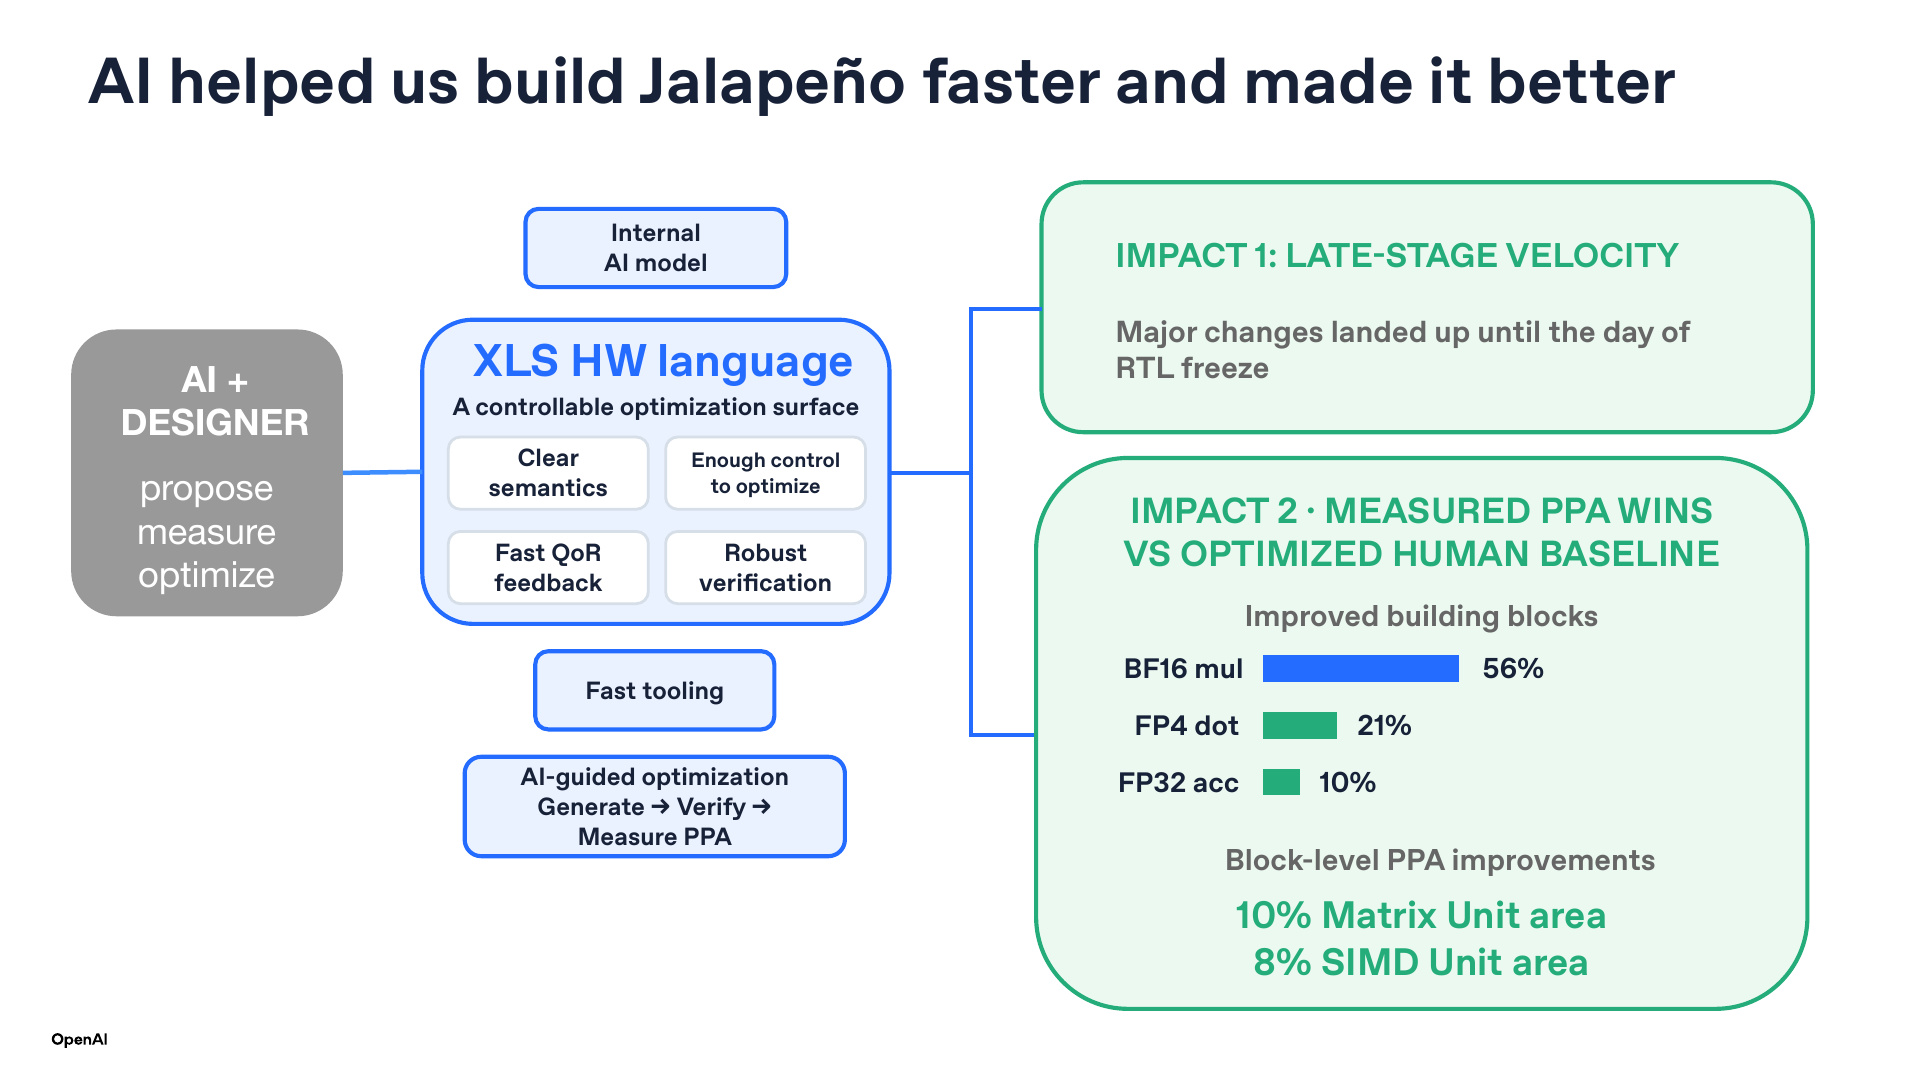 AI helped us build Jalapeño faster and made it better
AI +
DESIGNER
propose
measure
optimize
Internal
AI model
XLS HW language
A controllable optimization surface
Clear
semantics
Enough control
to optimize
Fast QoR
feedback
Robust
verification
Fast tooling
AI-guided optimization
Generate → Verify →
Measure PPA
IMPACT 1: LATE-STAGE VELOCITY
Major changes landed up until the day of
RTL freeze
IMPACT 2 · MEASURED PPA WINS
VS OPTIMIZED HUMAN BASELINE
Improved building blocks
BF16 mul 56%
FP4 dot 21%
FP32 acc 10%
Block-level PPA improvements
10% Matrix Unit area
8% SIMD Unit area
OpenAI